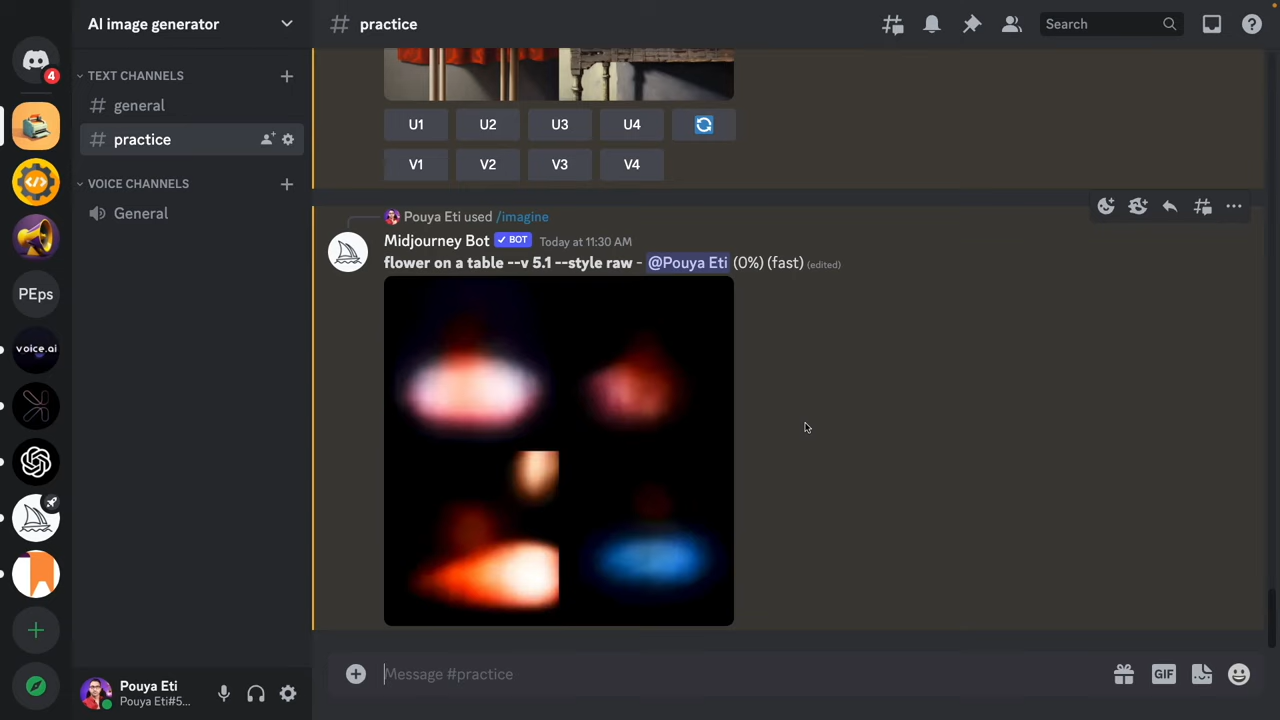 AI image generator
# practice
Search
4
TEXT CHANNELS
# general
# practice
VOICE CHANNELS
General
PEps
voice.ai
U1 U2 U3 U4
V1 V2 V3 V4
Pouya Eti used /imagine
Midjourney Bot ✓ BOT Today at 11:30 AM
flower on a table --v 5.1 --style raw - @Pouya Eti (0%) (fast) (edited)
Message #practice
GIF
Pouya Eti
Pouya Eti#5...